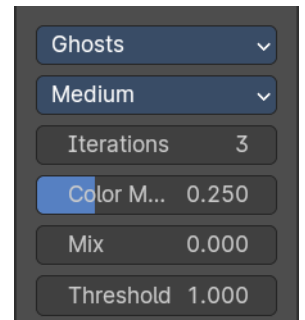 Ghosts
Medium
Iterations 3
Color M... 0.250
Mix 0.000
Threshold 1.000